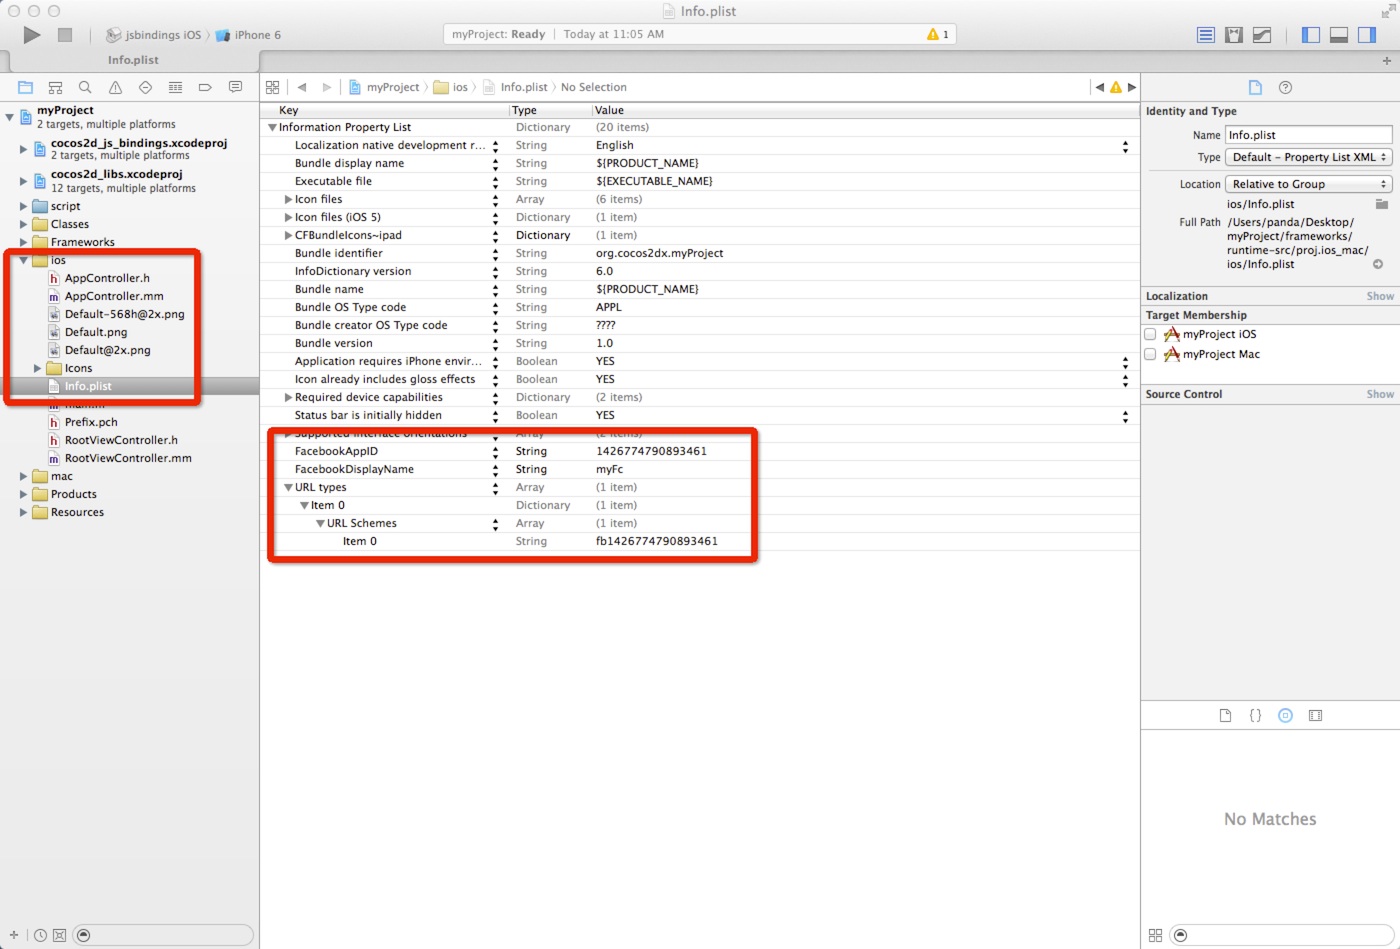 Info.plist
jsbindings iOS
iPhone 6
myProject: Ready
Today at 11:05 AM
1
Info.plist
myProject
ios
Info.plist
No Selection
myProject
2 targets, multiple platforms
cocos2d_js_bindings.xcodeproj
2 targets, multiple platforms
cocos2d_libs.xcodeproj
12 targets, multiple platforms
script
Classes
Frameworks
ios
AppController.h
AppController.mm
Default-568h@2x.png
Default.png
Default@2x.png
Icons
Info.plist
main.m
Prefix.pch
RootViewController.h
RootViewController.mm
mac
Products
Resources
Key Type Value
Information Property List Dictionary (20 items)
Localization native development r... String English
Bundle display name String ${PRODUCT_NAME}
Executable file String ${EXECUTABLE_NAME}
Icon files Array (6 items)
Icon files (iOS 5) Dictionary (1 item)
CFBundleIcons~ipad Dictionary (1 item)
Bundle identifier String org.cocos2dx.myProject
InfoDictionary version String 6.0
Bundle name String ${PRODUCT_NAME}
Bundle OS Type code String APPL
Bundle creator OS Type code String ????
Bundle version String 1.0
Application requires iPhone envir... Boolean YES
Icon already includes gloss effects Boolean YES
Required device capabilities Dictionary (2 items)
Status bar is initially hidden Boolean YES
Supported interface orientations Array (2 items)
FacebookAppID String 1426774790893461
FacebookDisplayName String myFc
URL types Array (1 item)
Item 0 Dictionary (1 item)
URL Schemes Array (1 item)
Item 0 String fb1426774790893461
Identity and Type
Name Info.plist
Type Default - Property List XML
Location Relative to Group
ios/Info.plist
Full Path /Users/panda/Desktop/
myProject/frameworks/
runtime-src/proj.ios_mac/
ios/Info.plist
Localization Show
Target Membership
myProject iOS
myProject Mac
Source Control Show
No Matches